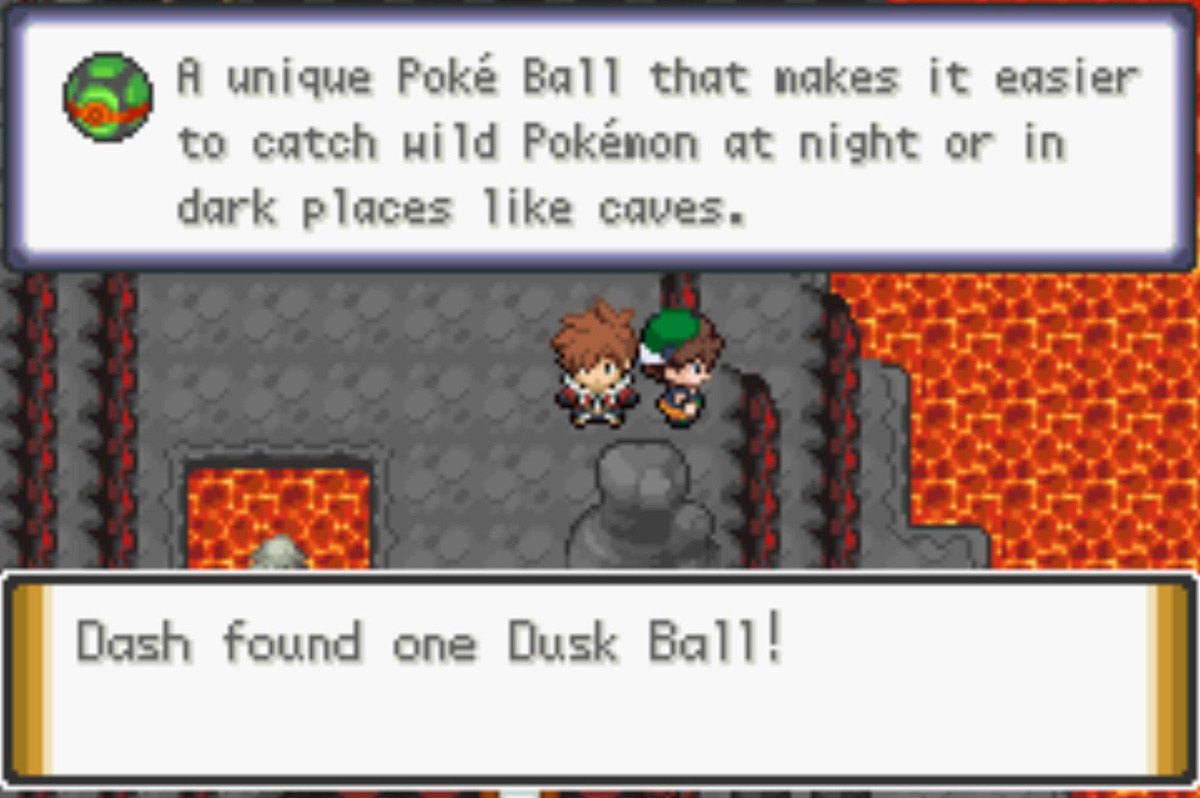 A unique Poké Ball that makes it easier
to catch wild Pokémon at night or in
dark places like caves.
Dash found one Dusk Ball!